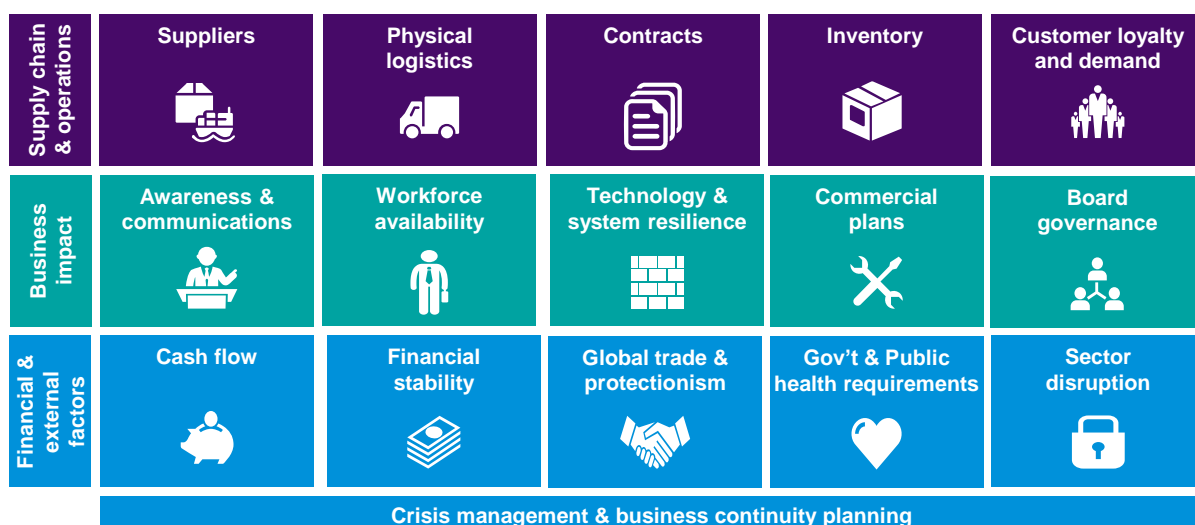 Supply chain
& operations
Suppliers
Physical
logistics
Contracts
Inventory
Customer loyalty
and demand
Business
impact
Awareness &
communications
Workforce
availability
Technology &
system resilience
Commercial
plans
Board
governance
Financial &
external
factors
Cash flow
Financial
stability
Global trade &
protectionism
Gov't & Public
health requirements
Sector
disruption
Crisis management & business continuity planning